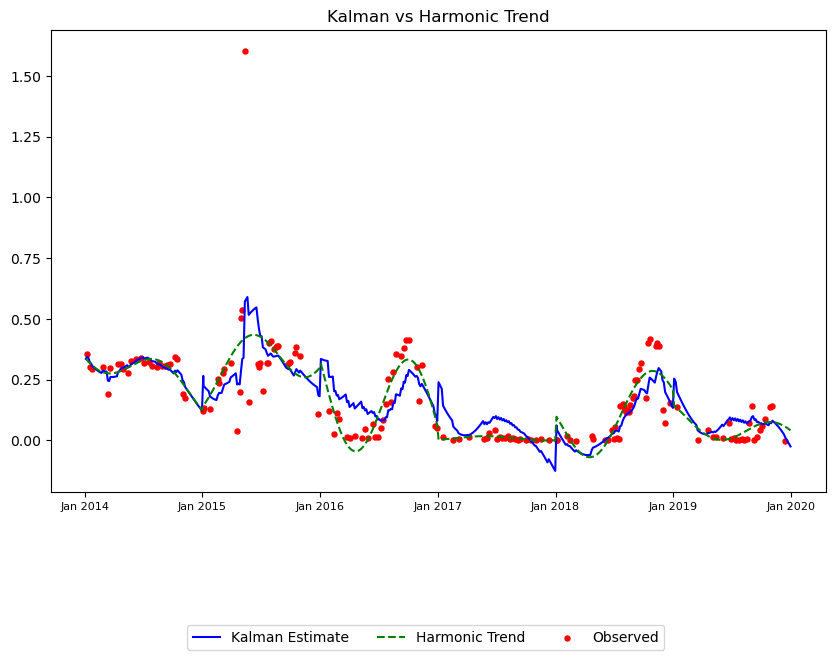 Kalman vs Harmonic Trend
1.50
1.25
1.00
0.75
0.50
0.25
0.00
Jan 2014 Jan 2015 Jan 2016 Jan 2017 Jan 2018 Jan 2019 Jan 2020
Kalman Estimate Harmonic Trend Observed